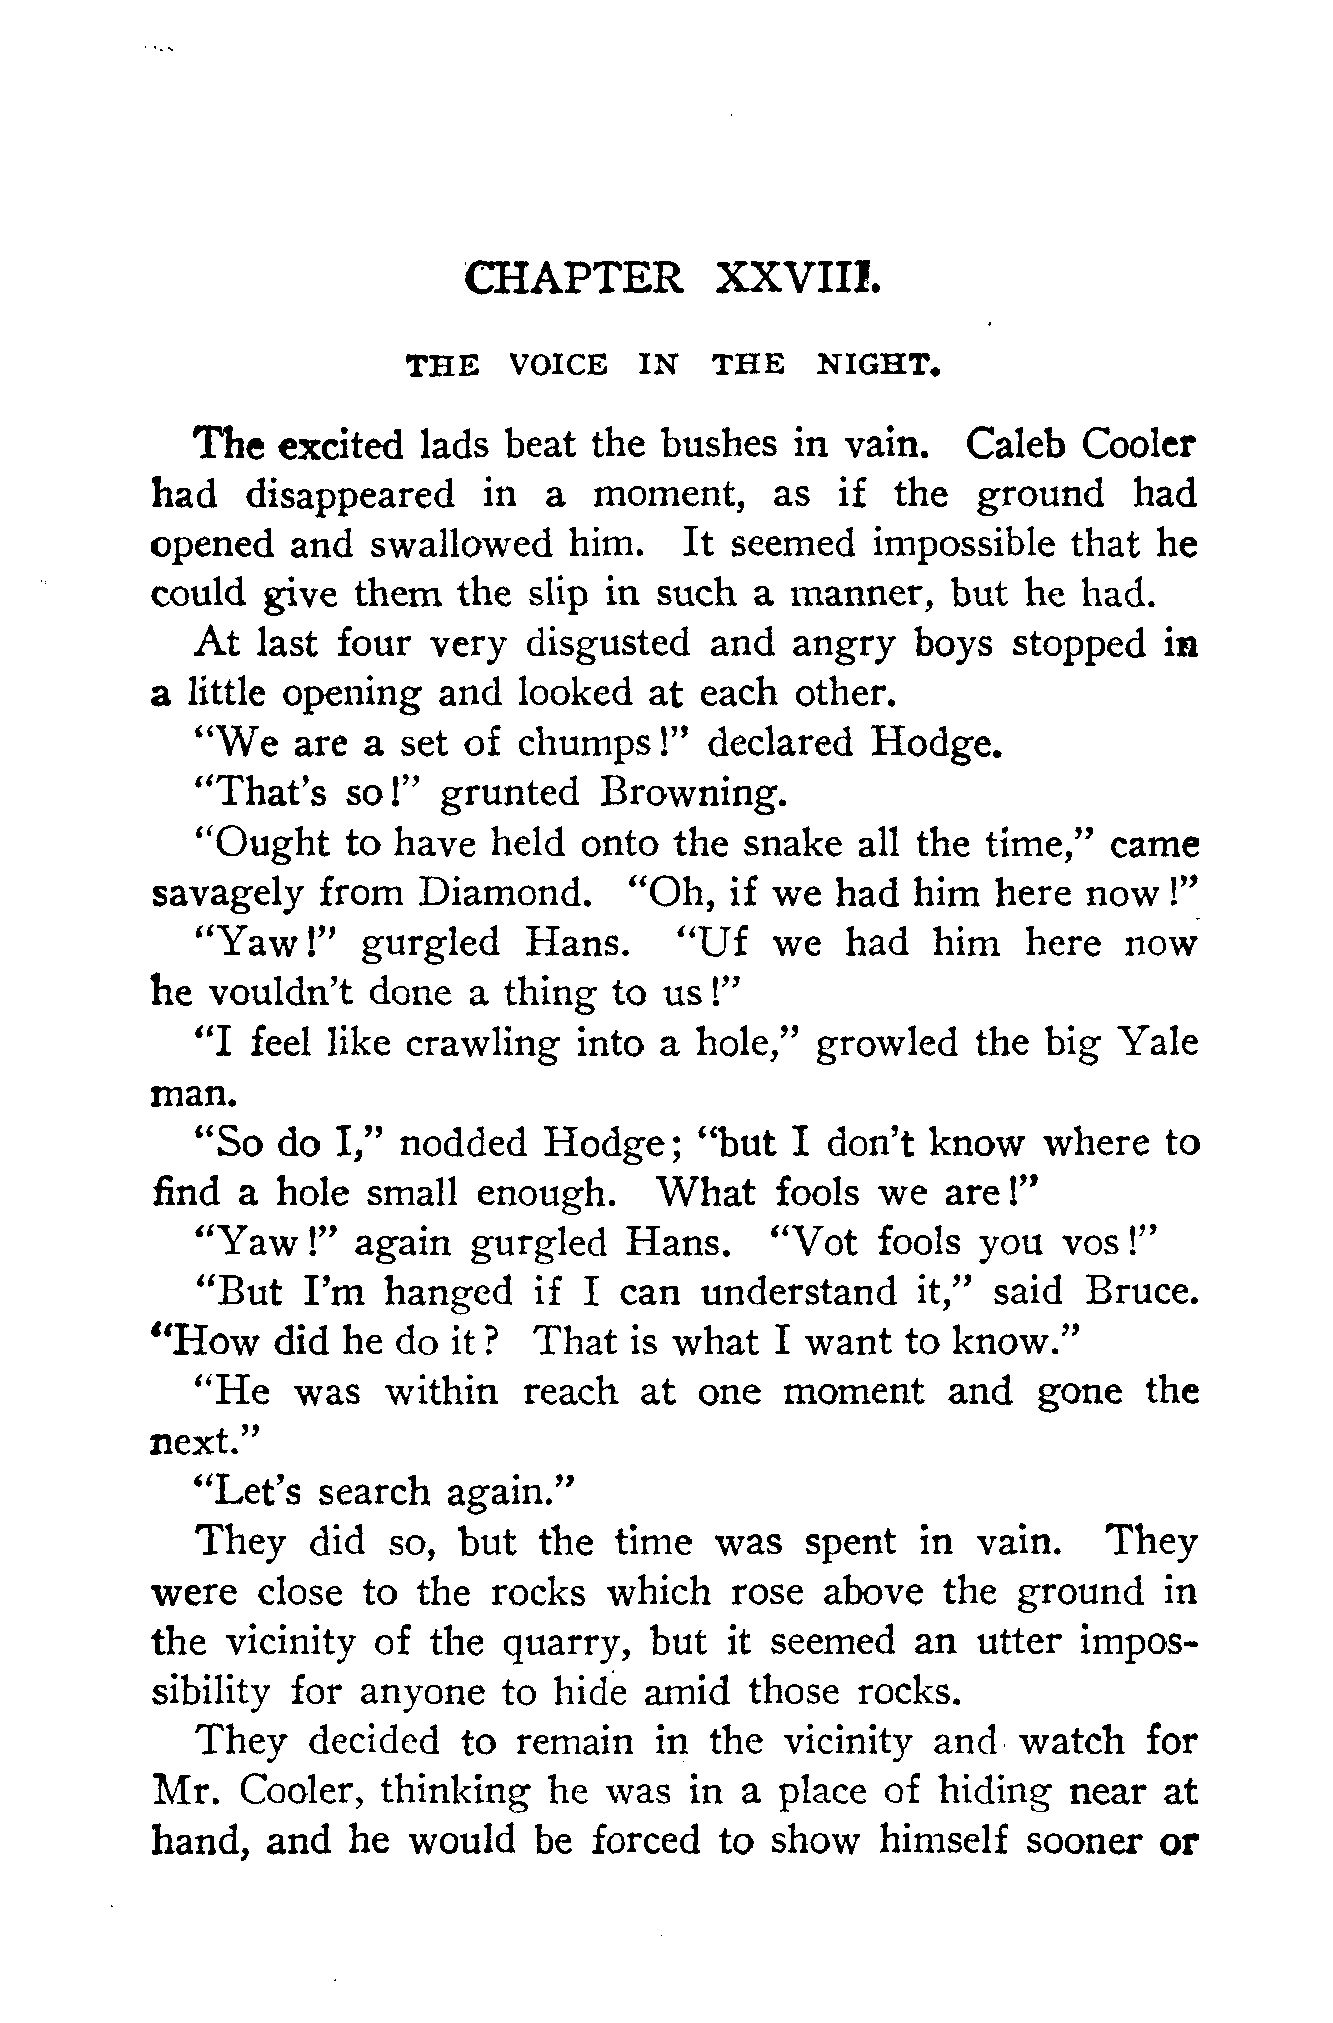 CHAPTER XXVIII.
THE VOICE IN THE NIGHT.
The excited lads beat the bushes in vain. Caleb Cooler
had disappeared in a moment, as if the ground had
opened and swallowed him. It seemed impossible that he
could give them the slip in such a manner, but he had.
At last four very disgusted and angry boys stopped in
a little opening and looked at each other.
“We are a set of chumps!” declared Hodge.
“That’s so!” grunted Browning.
“Ought to have held onto the snake all the time,” came
savagely from Diamond. “Oh, if we had him here now!”
“Yaw!” gurgled Hans. “Uf we had him here now
he vouldn’t done a thing to us!”
“I feel like crawling into a hole,” growled the big Yale
man.
“So do I,” nodded Hodge; “but I don’t know where to
find a hole small enough. What fools we are!”
“Yaw!” again gurgled Hans. “Vot fools you vos!”
“But I’m hanged if I can understand it,” said Bruce.
“How did he do it? That is what I want to know.”
“He was within reach at one moment and gone the
next.”
“Let’s search again.”
They did so, but the time was spent in vain. They
were close to the rocks which rose above the ground in
the vicinity of the quarry, but it seemed an utter impos-
sibility for anyone to hide amid those rocks.
They decided to remain in the vicinity and watch for
Mr. Cooler, thinking he was in a place of hiding near at
hand, and he would be forced to show himself sooner or